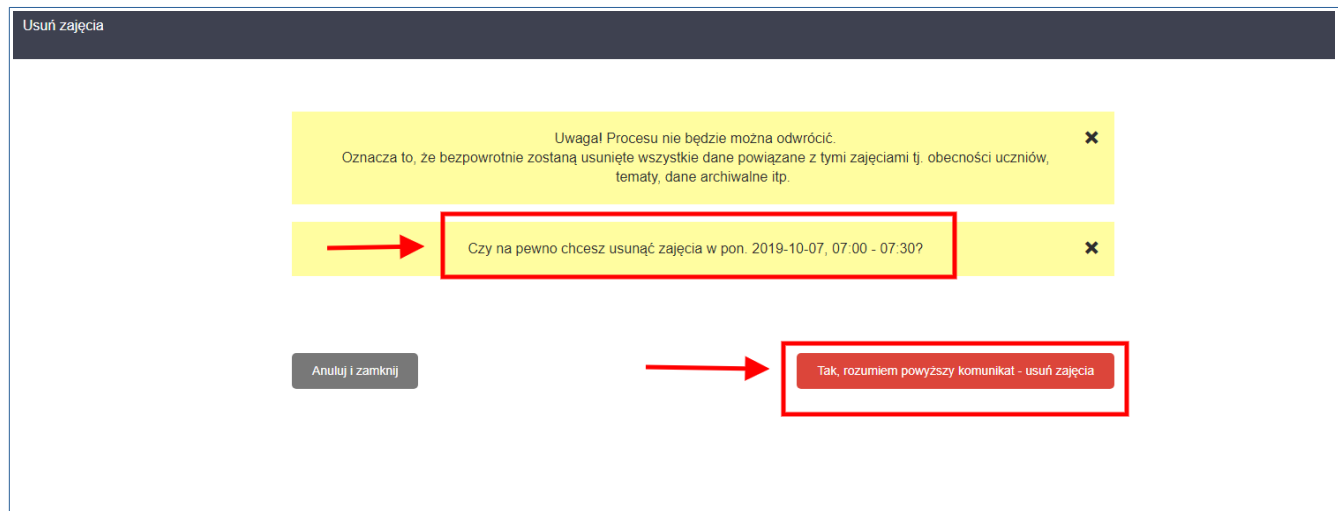 Usuń zajęcia
Uwaga! Procesu nie będzie można odwrócić.
Oznacza to, że bezpowrotnie zostaną usunięte wszystkie dane powiązane z tymi zajęciami tj. obecności uczniów,
tematy, dane archiwalne itp.
Czy na pewno chcesz usunąć zajęcia w pon. 2019-10-07, 07:00 - 07:30?
Anuluj i zamknij
Tak, rozumiem powyższy komunikat - usuń zajęcia